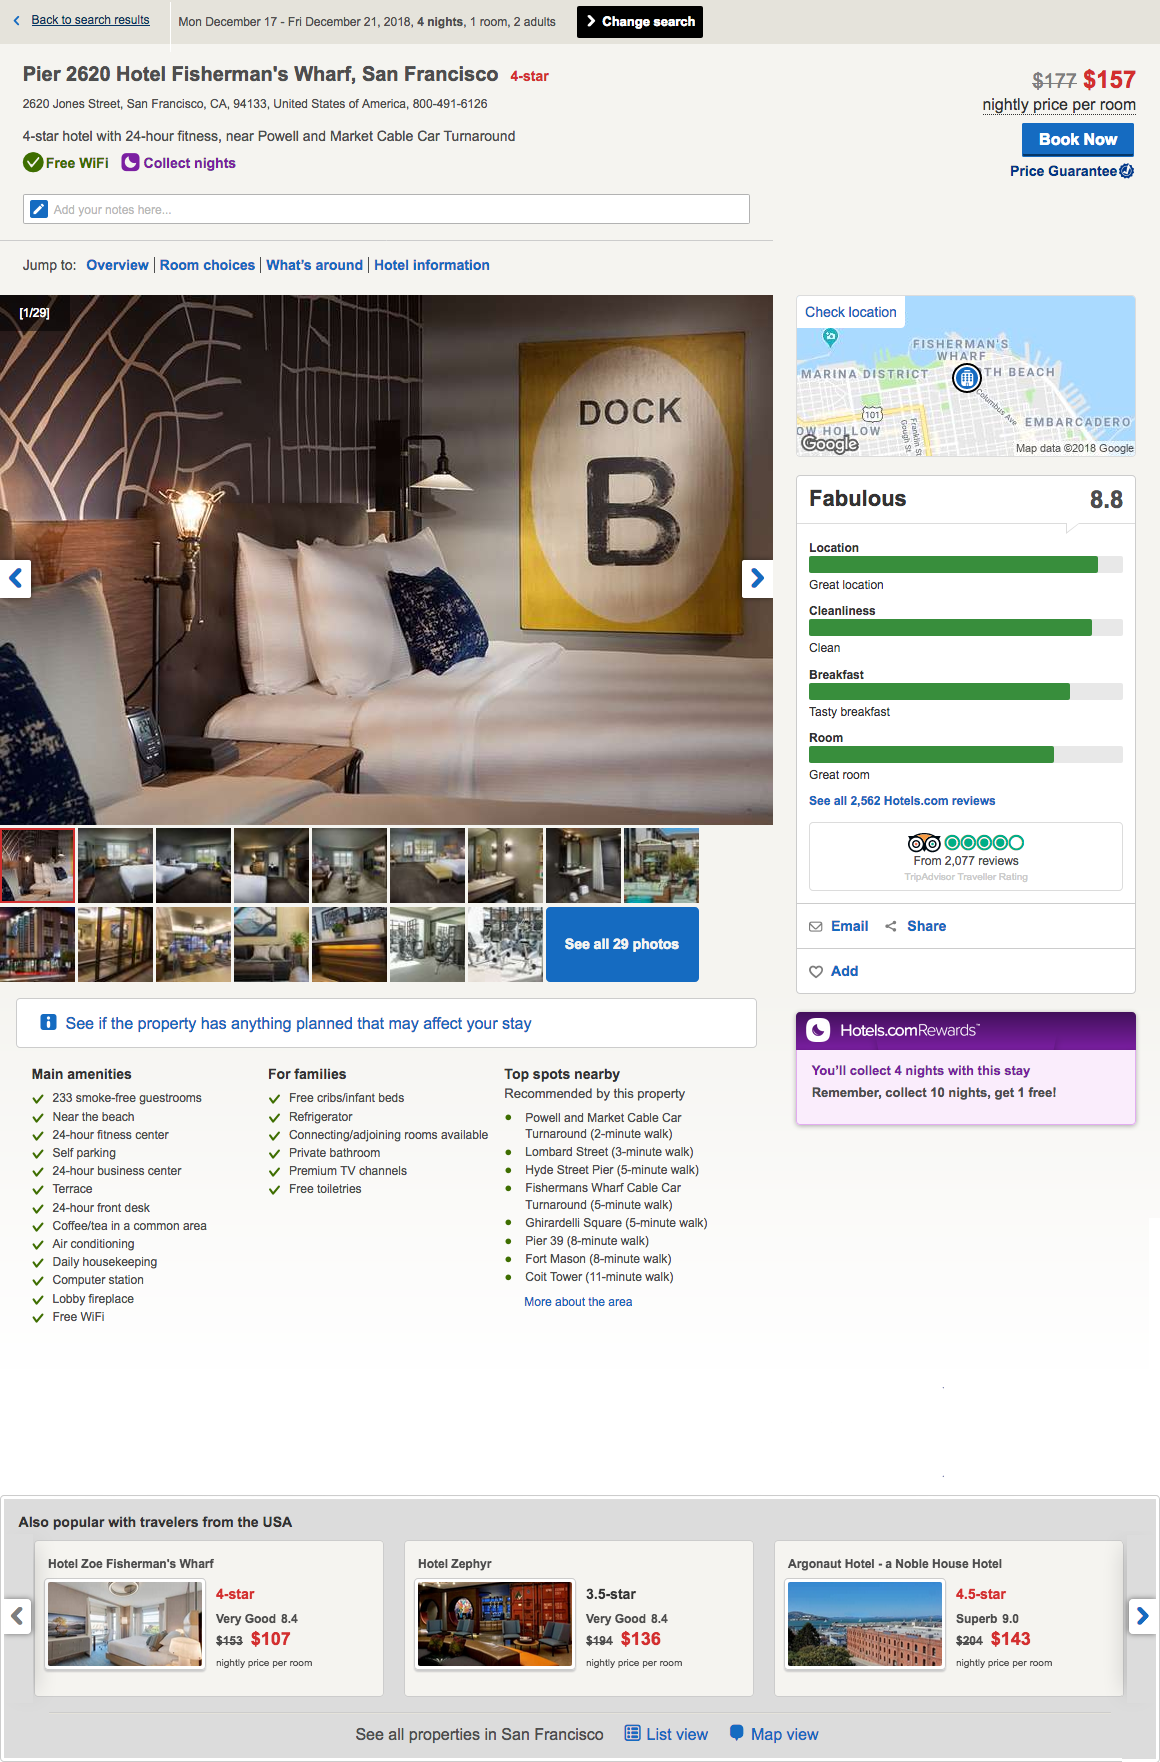 Back to search results
Mon December 17 - Fri December 21, 2018, 4 nights, 1 room, 2 adults
Change search
Pier 2620 Hotel Fisherman's Wharf, San Francisco 4-star
2620 Jones Street, San Francisco, CA, 94133, United States of America, 800-491-6126
4-star hotel with 24-hour fitness, near Powell and Market Cable Car Turnaround
Free WiFi Collect nights
$177 $157
nightly price per room
Book Now
Price Guarantee
Add your notes here...
Jump to: Overview Room choices What's around Hotel information
[1/29]
DOCK
B
Check location
FISHERMAN'S
WHARF
MARINA DISTRICT
TH BEACH
Columbus Ave
101
OW HOLLOW
Franklin St
Gough St
EMBARCADERO
Google
Map data ©2018 Google
Fabulous 8.8
Location
Great location
Cleanliness
Clean
Breakfast
Tasty breakfast
Room
Great room
See all 2,562 Hotels.com reviews
From 2,077 reviews
TripAdvisor Traveller Rating
Email Share
Add
Hotels.com Rewards™
You'll collect 4 nights with this stay
Remember, collect 10 nights, get 1 free!
See all 29 photos
See if the property has anything planned that may affect your stay
Main amenities
233 smoke-free guestrooms
Near the beach
24-hour fitness center
Self parking
24-hour business center
Terrace
24-hour front desk
Coffee/tea in a common area
Air conditioning
Daily housekeeping
Computer station
Lobby fireplace
Free WiFi
For families
Free cribs/infant beds
Refrigerator
Connecting/adjoining rooms available
Private bathroom
Premium TV channels
Free toiletries
Top spots nearby
Recommended by this property
Powell and Market Cable Car
Turnaround (2-minute walk)
Lombard Street (3-minute walk)
Hyde Street Pier (5-minute walk)
Fishermans Wharf Cable Car
Turnaround (5-minute walk)
Ghirardelli Square (5-minute walk)
Pier 39 (8-minute walk)
Fort Mason (8-minute walk)
Coit Tower (11-minute walk)
More about the area
Also popular with travelers from the USA
Hotel Zoe Fisherman's Wharf
4-star
Very Good 8.4
$153 $107
nightly price per room
Hotel Zephyr
3.5-star
Very Good 8.4
$194 $136
nightly price per room
Argonaut Hotel - a Noble House Hotel
4.5-star
Superb 9.0
$204 $143
nightly price per room
See all properties in San Francisco List view Map view